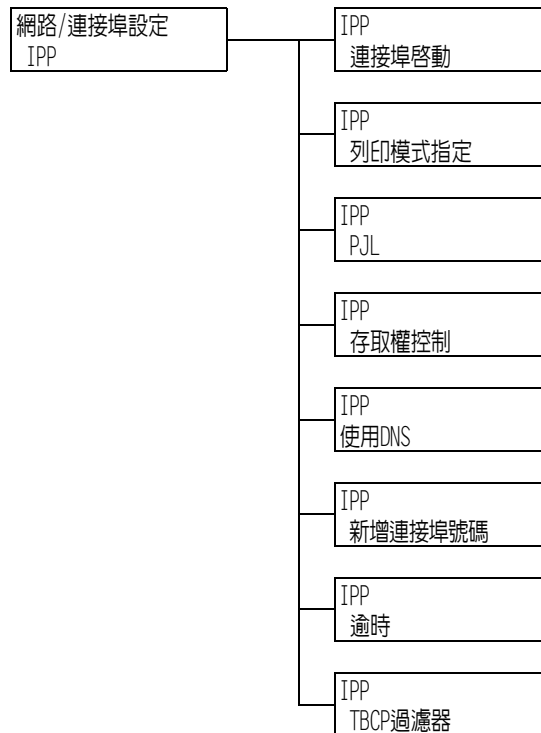 網路/連接埠設定
IPP
IPP
連接埠啓動
IPP
列印模式指定
IPP
PJL
IPP
存取權控制
IPP
使用DNS
IPP
新增連接埠號碼
IPP
逾時
IPP
TBCP過濾器